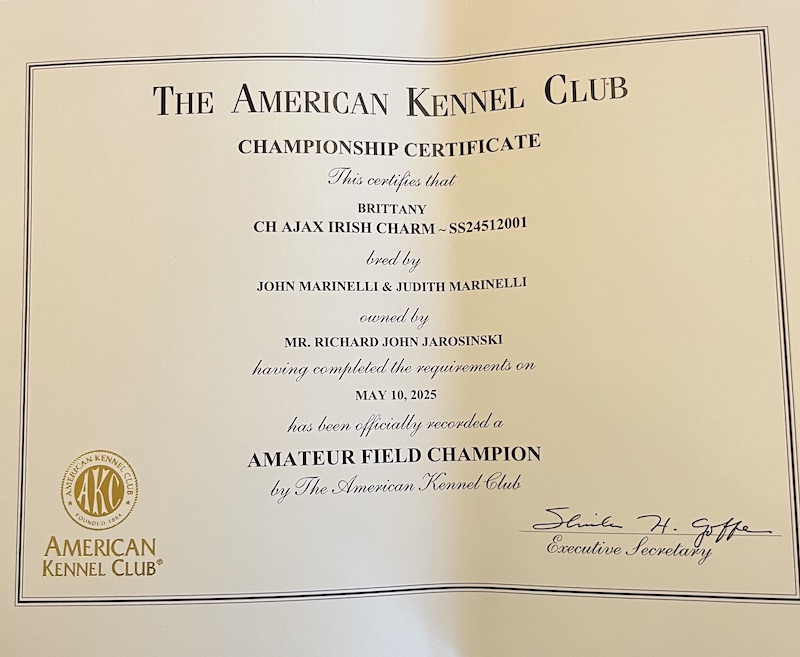 THE AMERICAN KENNEL CLUB
CHAMPIONSHIP CERTIFICATE
This certifies that
BRITTANY
CH AJAX IRISH CHARM ~ SS24512001
bred by
JOHN MARINELLI & JUDITH MARINELLI
owned by
MR. RICHARD JOHN JAROSINSKI
having completed the requirements on
MAY 10, 2025
has been officially recorded a
AMATEUR FIELD CHAMPION
by The American Kennel Club
AMERICAN KENNEL CLUB
AKC
FOUNDED 1884
AMERICAN
KENNEL CLUB®
H. Goffe
Executive Secretary